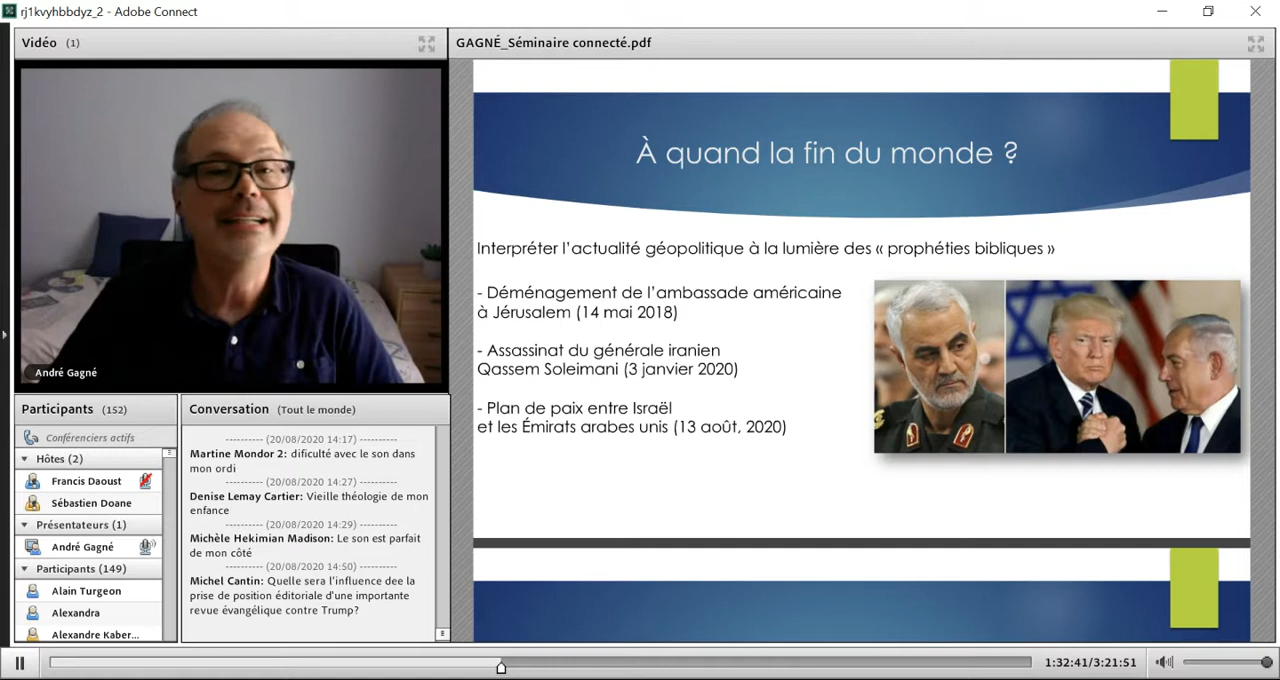 rj1kvyhbbdyz_2 - Adobe Connect
Vidéo (1)
André Gagné
Participants (152)
Conférenciers actifs
Hôtes (2)
Francis Daoust
Sébastien Doane
Présentateurs (1)
André Gagné
Participants (149)
Alain Turgeon
Alexandra
Alexandre Kaber...
Conversation (Tout le monde)
---------- (20/08/2020 14:17) ----------
Martine Mondor 2: dificulté avec le son dans
mon ordi
---------- (20/08/2020 14:27) ----------
Denise Lemay Cartier: Vieille théologie de mon
enfance
---------- (20/08/2020 14:29) ----------
Michèle Hekimian Madison: Le son est parfait
de mon côté
---------- (20/08/2020 14:50) ----------
Michel Cantin: Quelle sera l'influence dee la
prise de position éditoriale d'une importante
revue évangélique contre Trump?
GAGNÉ_Séminaire connecté.pdf
À quand la fin du monde ?
Interpréter l'actualité géopolitique à la lumière des « prophéties bibliques »
- Déménagement de l'ambassade américaine
à Jérusalem (14 mai 2018)
- Assassinat du générale iranien
Qassem Soleimani (3 janvier 2020)
- Plan de paix entre Israël
et les Émirats arabes unis (13 août, 2020)
1:32:41/3:21:51